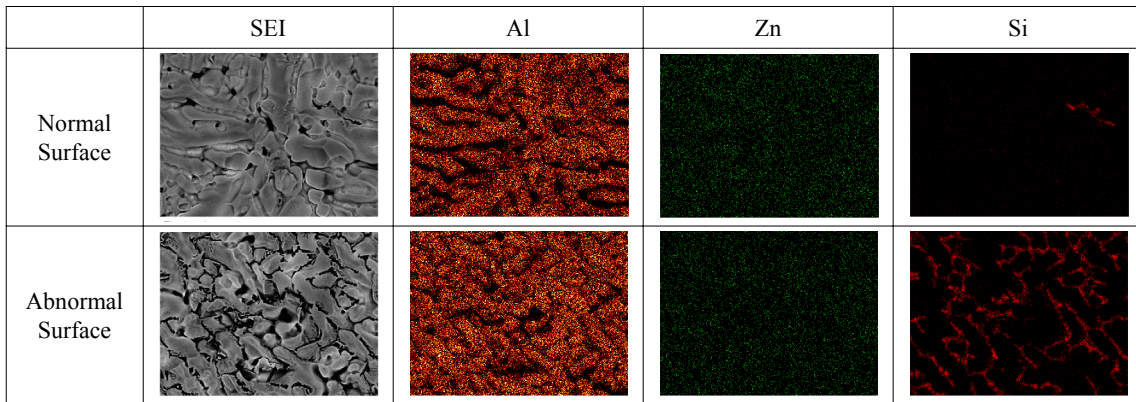 SEI Al Zn Si
Normal
Surface
Abnormal
Surface